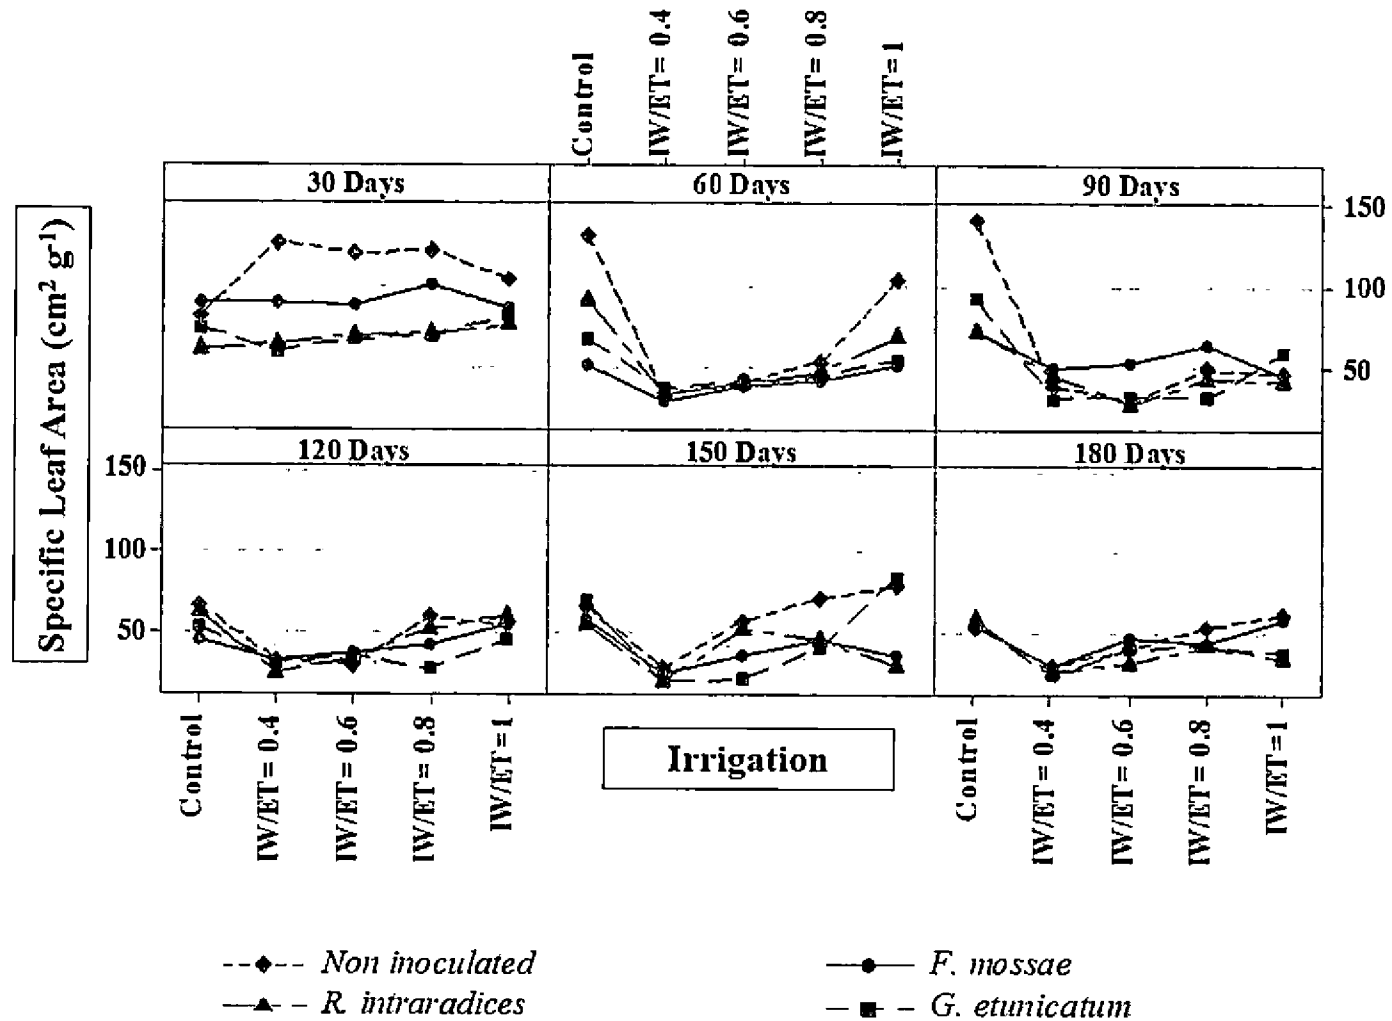 Control
IW/ET= 0.4
IW/ET= 0.6
IW/ET= 0.8
IW/ET=1
30 Days
60 Days
90 Days
150
100
50
Specific Leaf Area (cm² g⁻¹)
120 Days
150 Days
180 Days
150
100
50
Control
IW/ET= 0.4
IW/ET= 0.6
IW/ET= 0.8
IW/ET=1
Irrigation
Control
IW/ET= 0.4
IW/ET= 0.6
IW/ET= 0.8
IW/ET=1
Non inoculated
F. mossae
R. intraradices
G. etunicatum